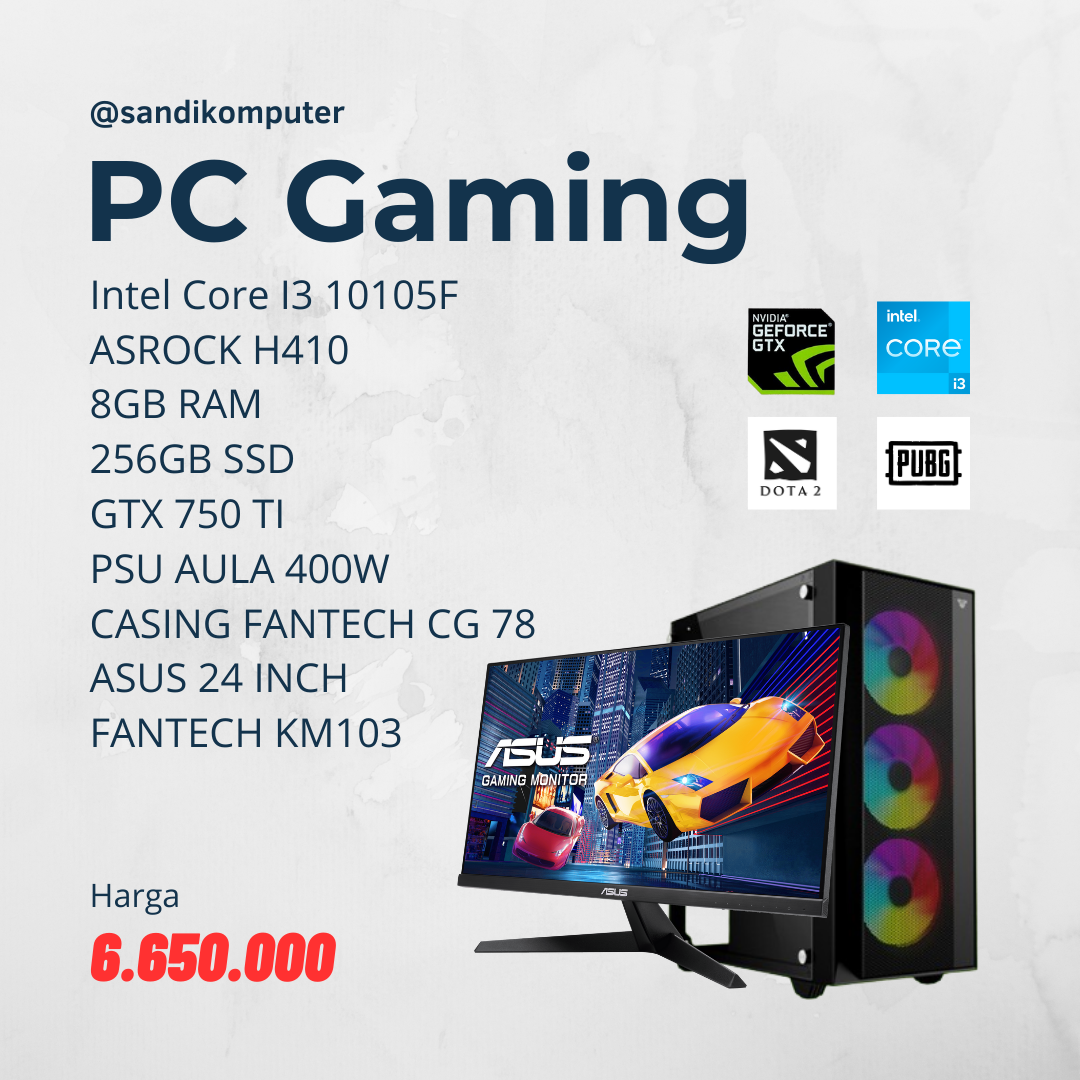 @sandikomputer
PC Gaming
Intel Core I3 10105F
ASROCK H410
8GB RAM
256GB SSD
GTX 750 TI
PSU AULA 400W
CASING FANTECH CG 78
ASUS 24 INCH
FANTECH KM103
NVIDIA®
GEFORCE®
GTX
intel.
CORE
i3
DOTA 2
PUBG
ASUS
GAMING MONITOR
ASUS
Harga
6.650.000